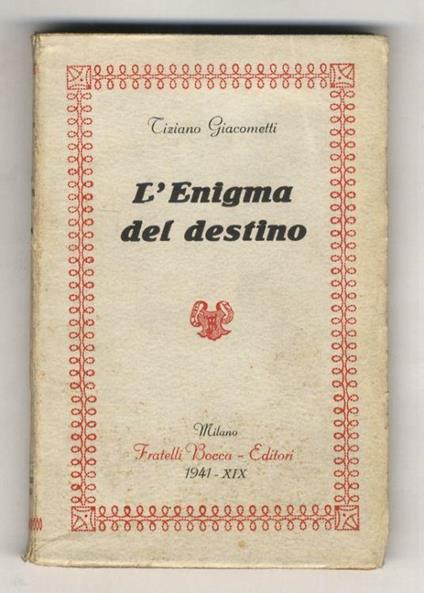 Tiziano Giacometti
L'Enigma
del destino
Milano
Fratelli Bocca - Editori
1941 - XIX